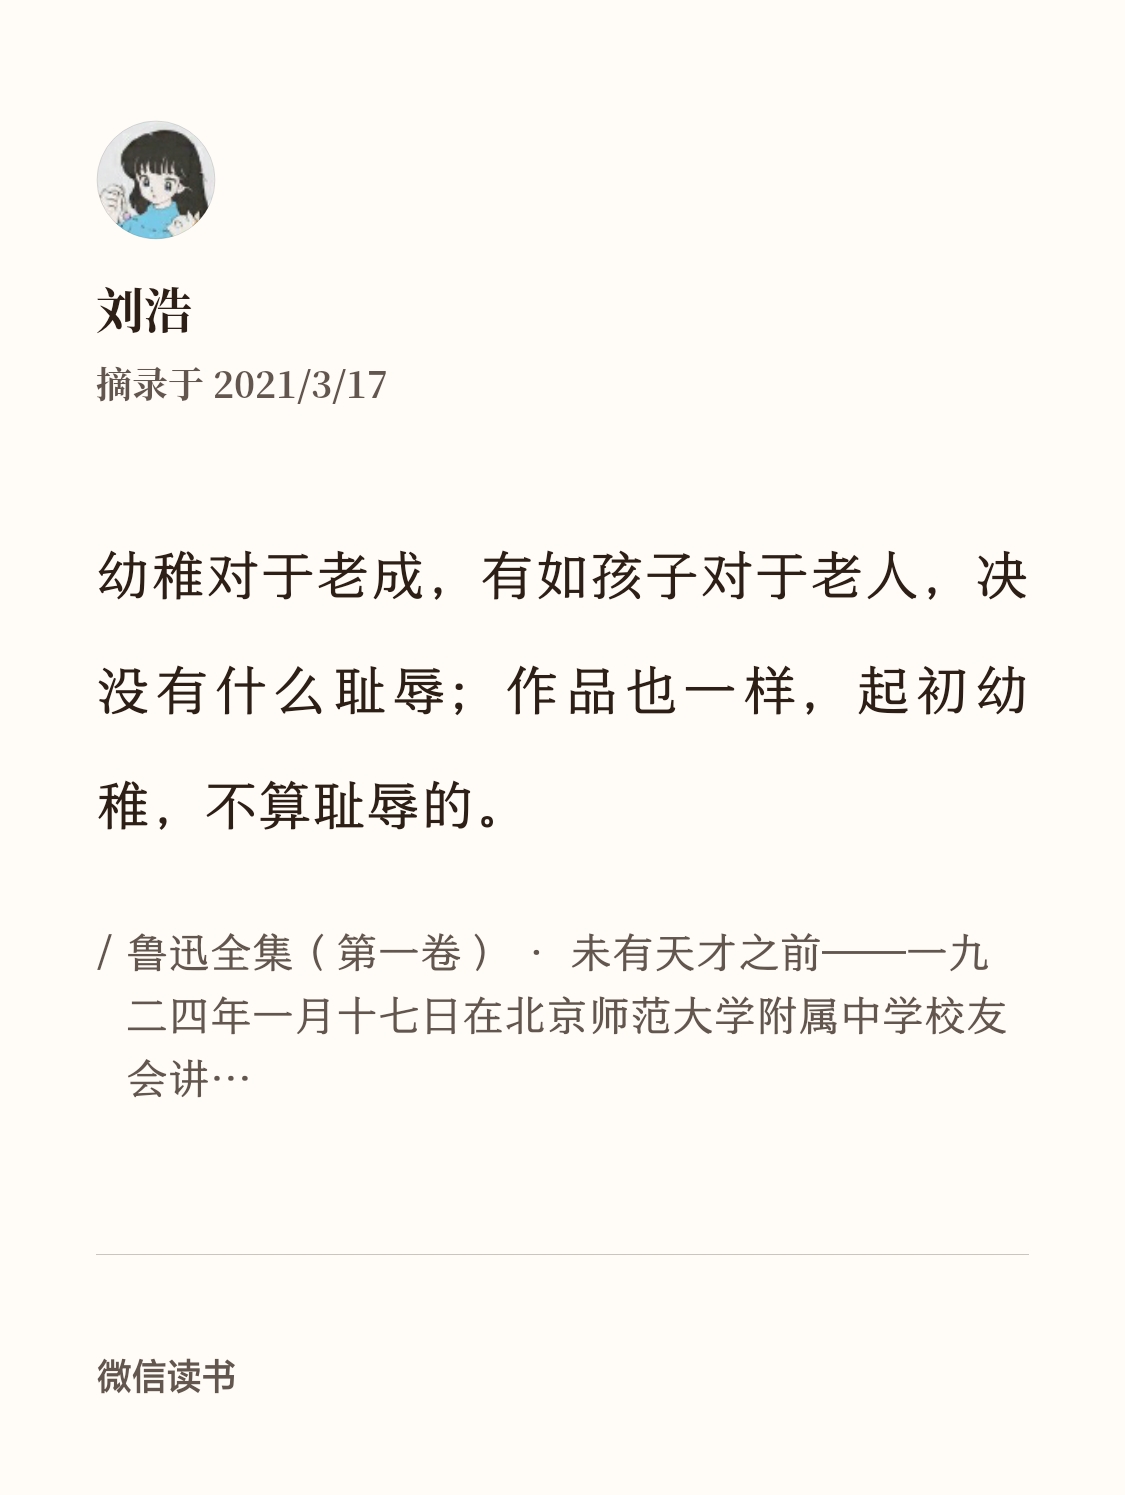 刘浩
摘录于 2021/3/17
幼稚对于老成，有如孩子对于老人，决
没有什么耻辱；作品也一样，起初幼
稚，不算耻辱的。
/ 鲁迅全集（第一卷） · 未有天才之前——一九
二四年一月十七日在北京师范大学附属中学校友
会讲…
微信读书